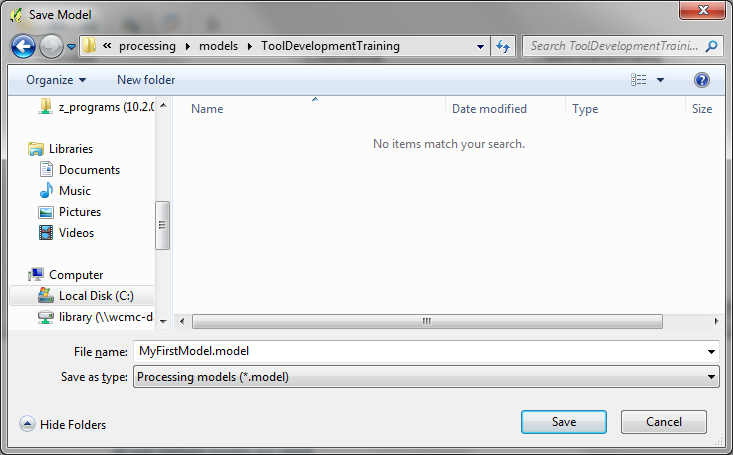 Save Model
« processing ▸ models ▸ ToolDevelopmentTraining
Search ToolDevelopmentTraini...
Organize
New folder
Name
Date modified
Type
Size
No items match your search.
z_programs (10.2.0
Libraries
Documents
Music
Pictures
Videos
Computer
Local Disk (C:)
library (\\wcmc-d
File name: MyFirstModel.model
Save as type: Processing models (*.model)
Hide Folders
Save
Cancel